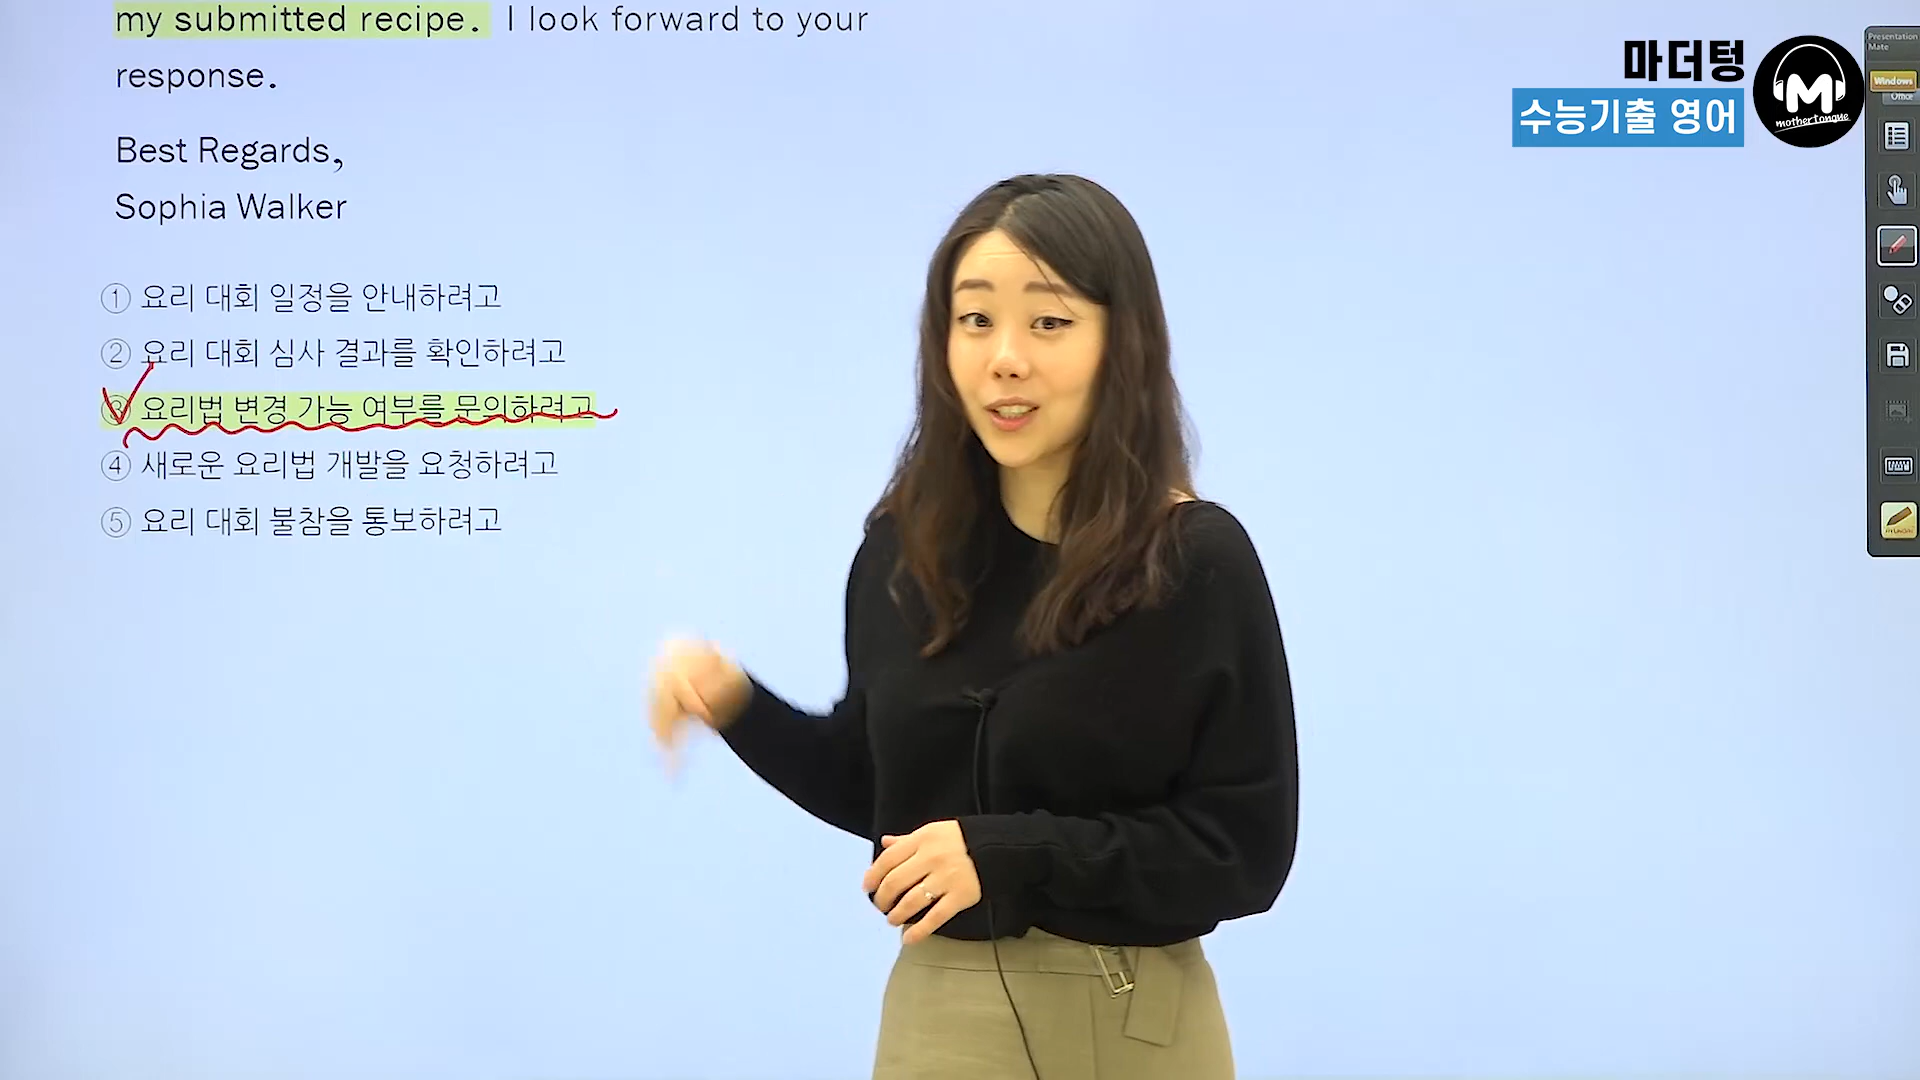 my submitted recipe. I look forward to your
response.
Best Regards,
Sophia Walker
① 요리 대회 일정을 안내하려고
② 요리 대회 심사 결과를 확인하려고
③ 요리법 변경 가능 여부를 문의하려고
④ 새로운 요리법 개발을 요청하려고
⑤ 요리 대회 불참을 통보하려고
마더텅
수능기출 영어
M
mothertongue
Presentation
Mate
Windows
Office